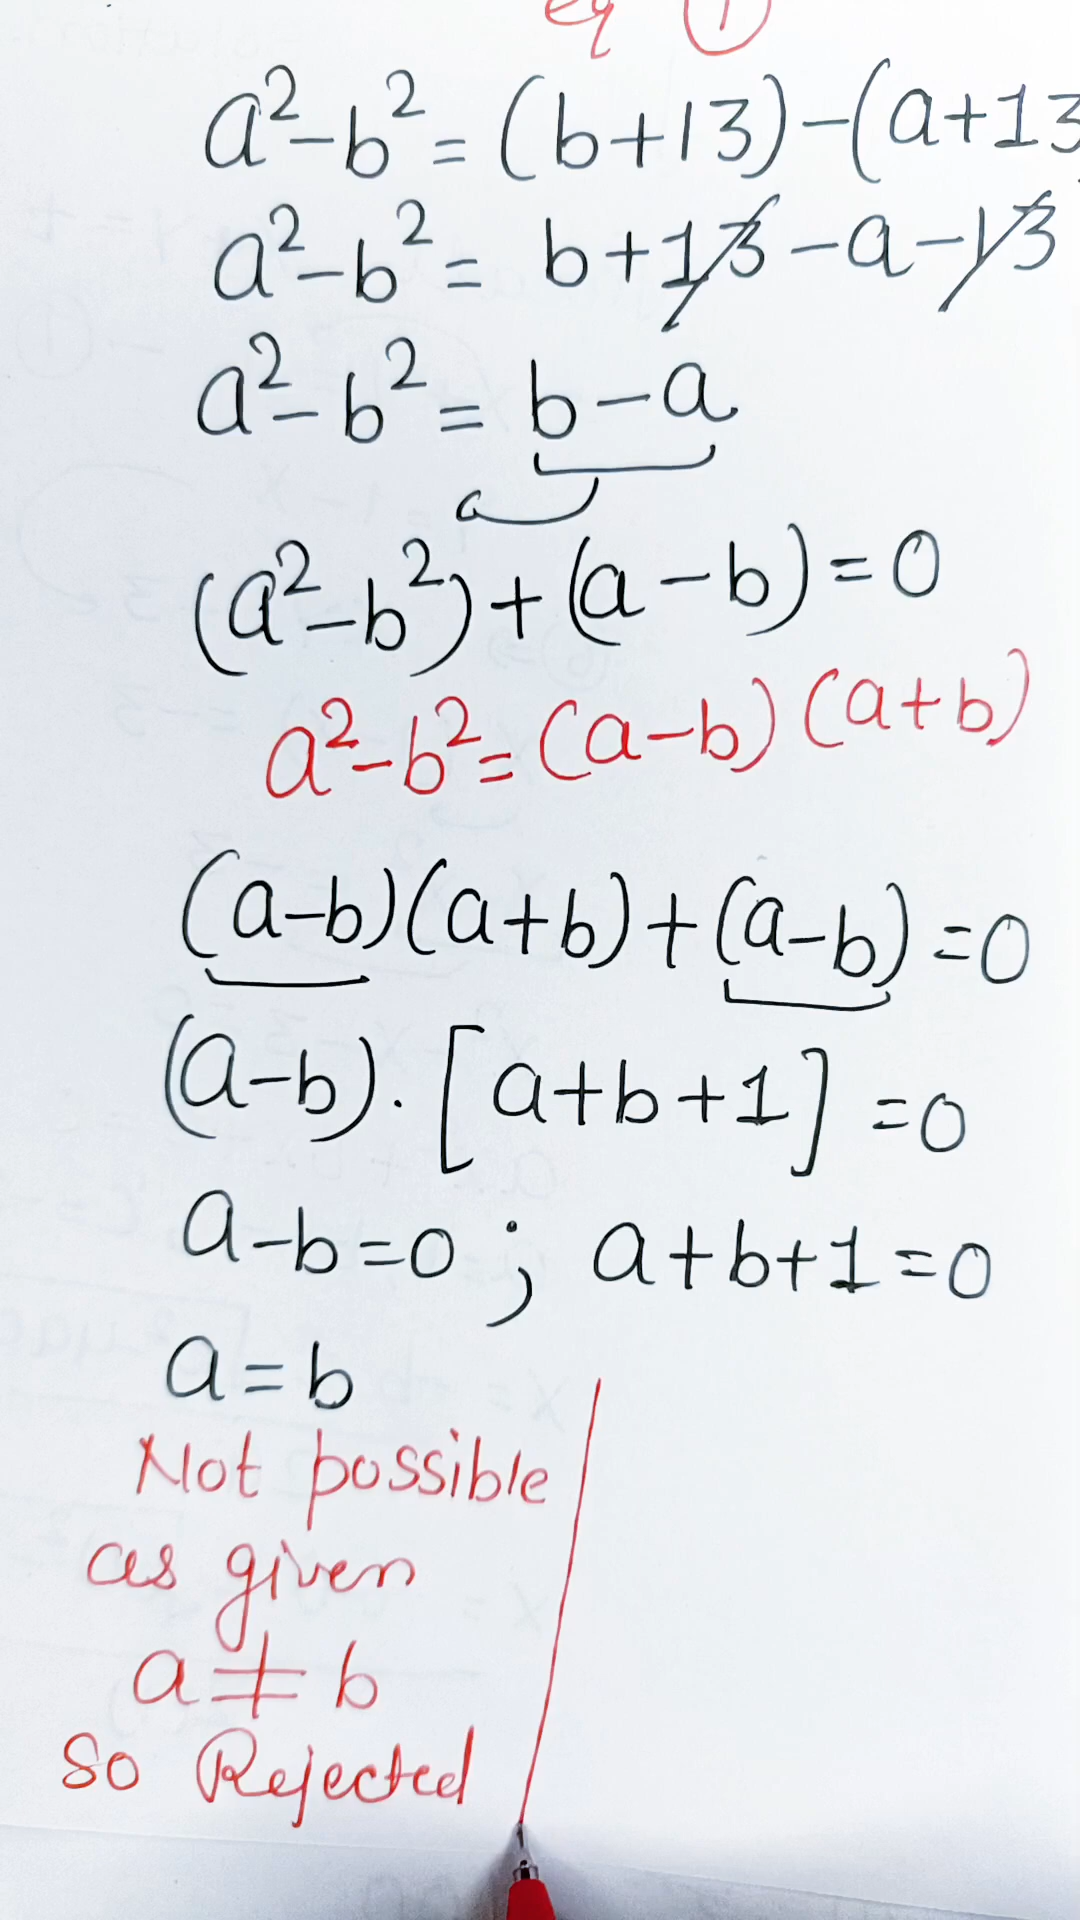 eq ①
a²-b² = (b+13)-(a+13
a²-b² = b+13-a-13
a²-b² = b-a
(a²-b²)+(a-b)=0
a²-b²=(a-b)(a+b)
(a-b)(a+b)+(a-b)=0
(a-b).[a+b+1]=0
a-b=0 ; a+b+1=0
a=b
Not possible
as given
a≠b
so Rejected